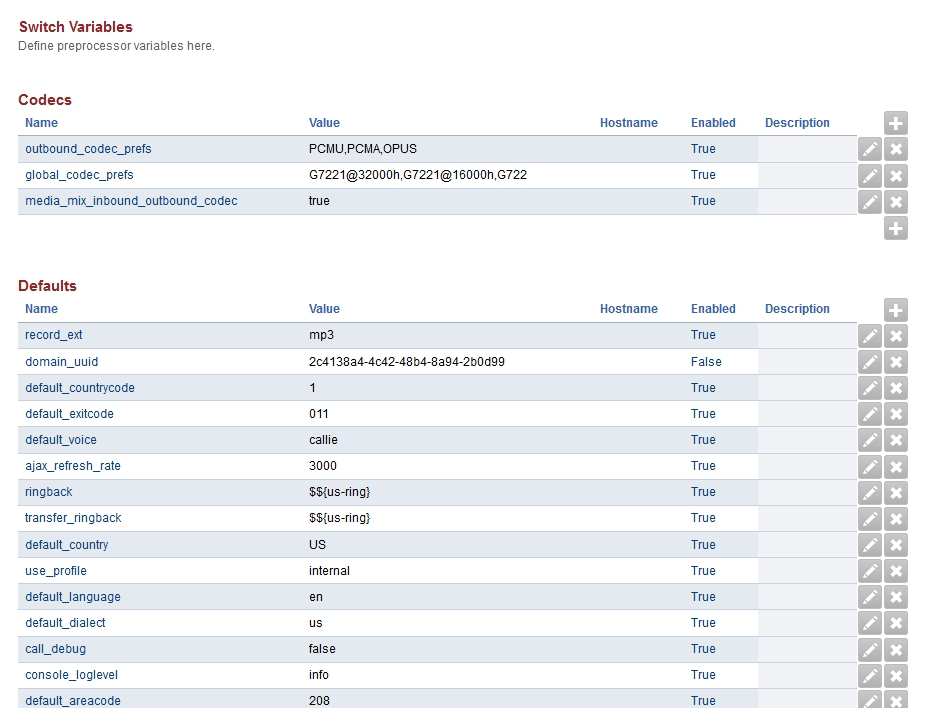 Switch Variables
Define preprocessor variables here.
Codecs
Name Value Hostname Enabled Description
outbound_codec_prefs PCMU,PCMA,OPUS True
global_codec_prefs G7221@32000h,G7221@16000h,G722 True
media_mix_inbound_outbound_codec true True
Defaults
Name Value Hostname Enabled Description
record_ext mp3 True
domain_uuid 2c4138a4-4c42-48b4-8a94-2b0d99 False
default_countrycode 1 True
default_exitcode 011 True
default_voice callie True
ajax_refresh_rate 3000 True
ringback $${us-ring} True
transfer_ringback $${us-ring} True
default_country US True
use_profile internal True
default_language en True
default_dialect us True
call_debug false True
console_loglevel info True
default_areacode 208 True